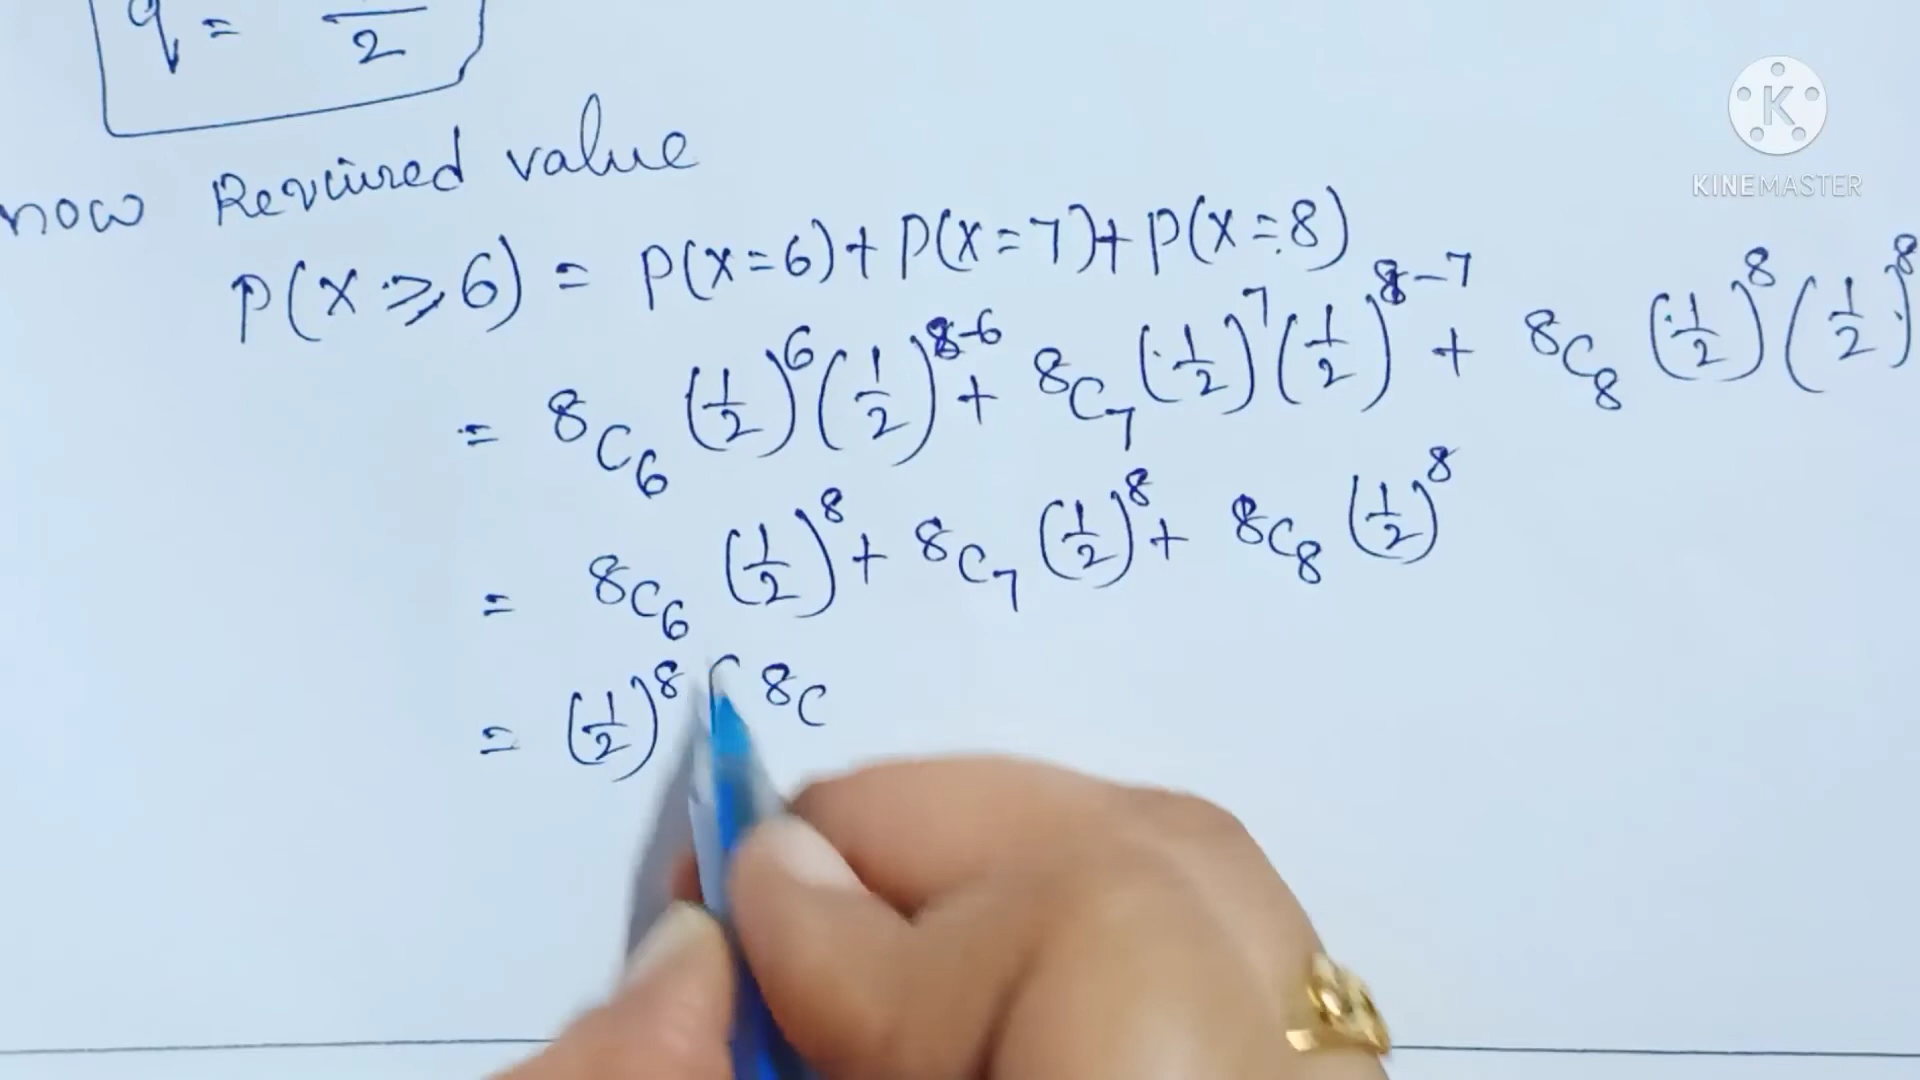 q = — 2
now Required value
P(X ⩾ 6) = P(X=6) + P(X=7) + P(X=8)
= 8C6 (1/2)^6 (1/2)^8-6 + 8C7 (1/2)^7 (1/2)^8-7 + 8C8 (1/2)^8 (1/2)^8
= 8C6 (1/2)^8 + 8C7 (1/2)^8 + 8C8 (1/2)^8
= (1/2)^8 [ 8C
KINEMASTER